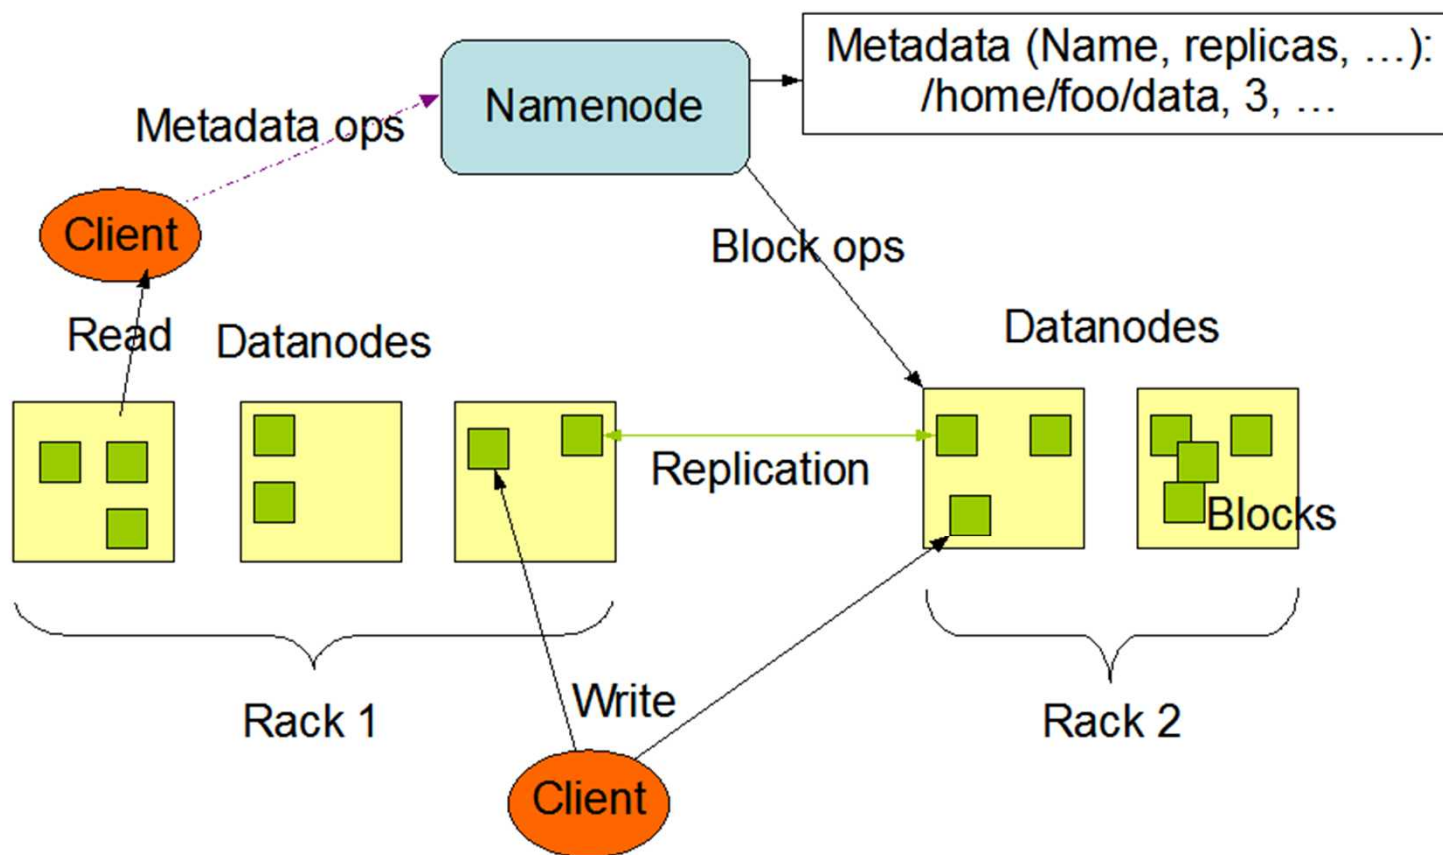 Metadata (Name, replicas, …):
/home/foo/data, 3, …
Namenode
Metadata ops
Client
Block ops
Read
Datanodes
Datanodes
Replication
Blocks
Rack 1
Write
Rack 2
Client